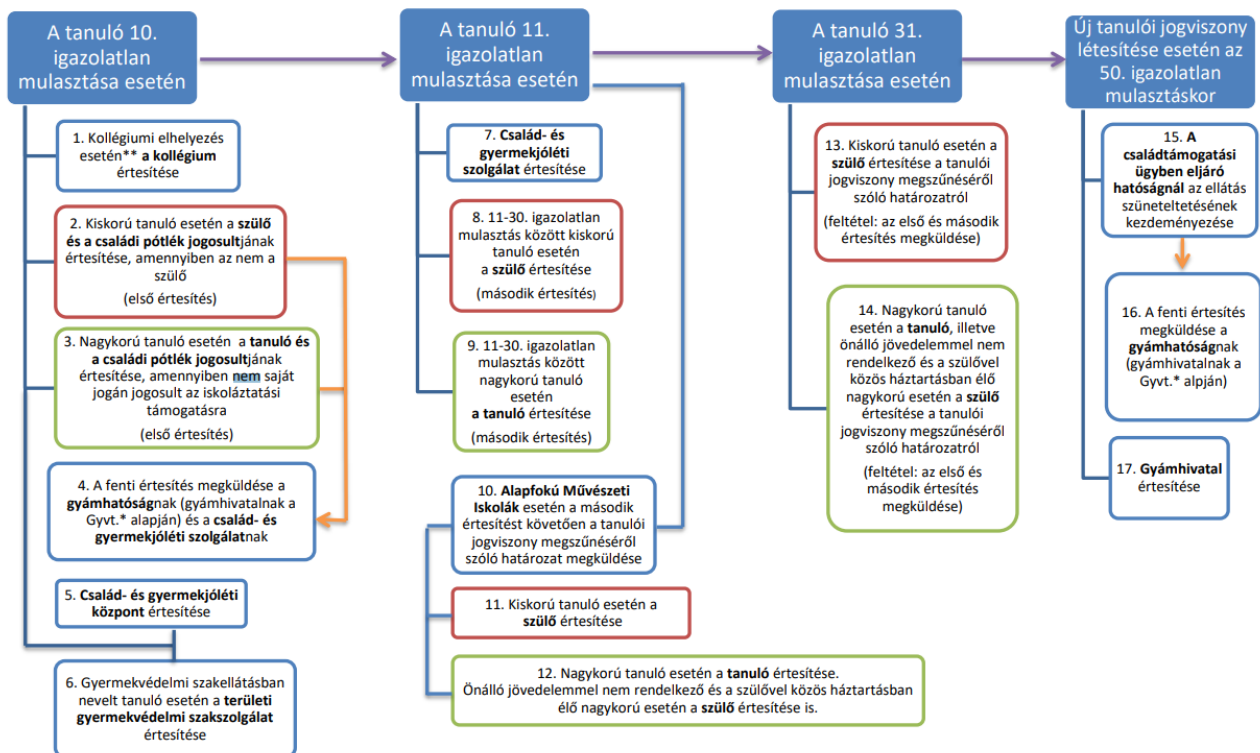 A tanuló 10.
igazolatlan
mulasztása esetén
1. Kollégiumi elhelyezés
esetén** a kollégium
értesítése
2. Kiskorú tanuló esetén a szülő
és a családi pótlék jogosultjának
értesítése, amennyiben az nem a
szülő
(első értesítés)
3. Nagykorú tanuló esetén a tanuló és
a családi pótlék jogosultjának
értesítése, amennyiben nem saját
jogán jogosult az iskoláztatási
támogatásra
(első értesítés)
4. A fenti értesítés megküldése a
gyámhatóságnak (gyámhivatalnak a
Gyvt.* alapján) és a család- és
gyermekjóléti szolgálatnak
5. Család- és gyermekjóléti
központ értesítése
6. Gyermekvédelmi szakellátásban
nevelt tanuló esetén a területi
gyermekvédelmi szakszolgálat
értesítése
A tanuló 11.
igazolatlan
mulasztása esetén
7. Család- és
gyermekjóléti
szolgálat értesítése
8. 11-30. igazolatlan
mulasztás között kiskorú
tanuló esetén
a szülő értesítése
(második értesítés)
9. 11-30. igazolatlan
mulasztás között
nagykorú tanuló
esetén
a tanuló értesítése
(második értesítés)
10. Alapfokú Művészeti
Iskolák esetén a második
értesítést követően a tanulói
jogviszony megszűnéséről
szóló határozat megküldése
11. Kiskorú tanuló esetén a
szülő értesítése
12. Nagykorú tanuló esetén a tanuló értesítése.
Önálló jövedelemmel nem rendelkező és a szülővel közös háztartásban
élő nagykorú esetén a szülő értesítése is.
A tanuló 31.
igazolatlan
mulasztása esetén
13. Kiskorú tanuló esetén a
szülő értesítése a tanulói
jogviszony megszűnéséről
szóló határozatról
(feltétel: az első és második
értesítés megküldése)
14. Nagykorú tanuló
esetén a tanuló, illetve
önálló jövedelemmel nem
rendelkező és a szülővel
közös háztartásban élő
nagykorú esetén a szülő
értesítése a tanulói
jogviszony megszűnéséről
szóló határozatról
(feltétel: az első és
második értesítés
megküldése)
Új tanulói jogviszony
létesítése esetén az
50. igazolatlan
mulasztáskor
15. A
családtámogatási
ügyben eljáró
hatóságnál az ellátás
szüneteltetésének
kezdeményezése
16. A fenti értesítés
megküldése a
gyámhatóságnak
(gyámhivatalnak a
Gyvt.* alpján)
17. Gyámhivatal
értesítése